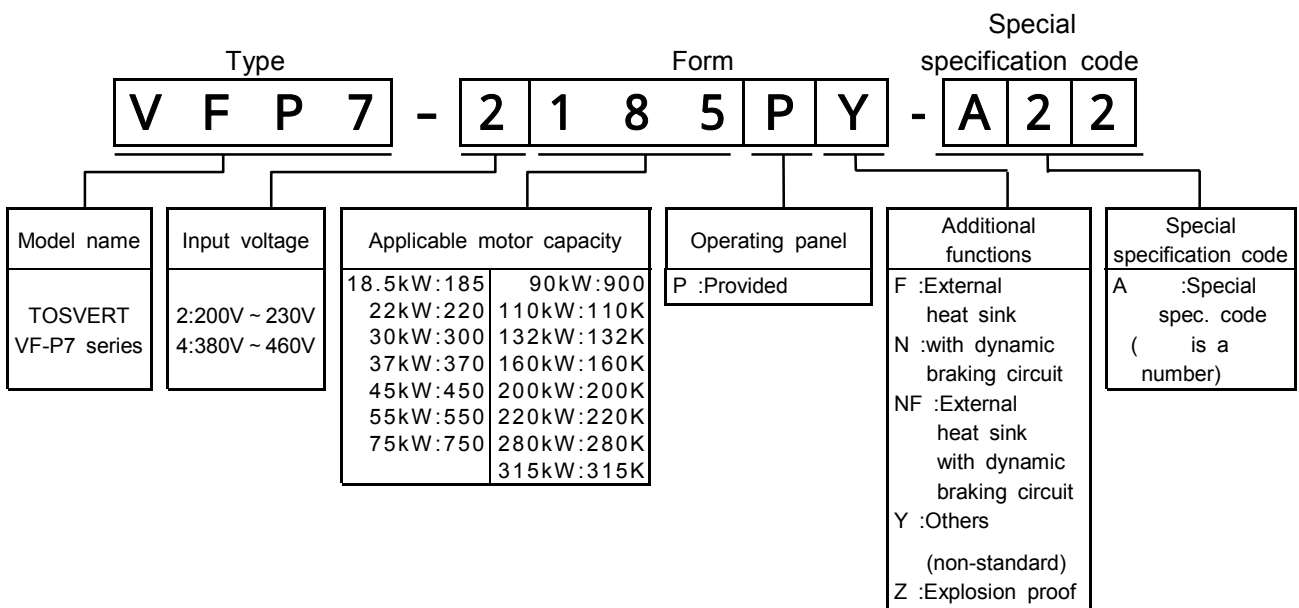 Special
Type Form specification code
V F P 7 – 2 1 8 5 P Y - A 2 2
Model name
TOSVERT
VF-P7 series
Input voltage
2:200V ~ 230V
4:380V ~ 460V
Applicable motor capacity
18.5kW:185 90kW:900
22kW:220 110kW:110K
30kW:300 132kW:132K
37kW:370 160kW:160K
45kW:450 200kW:200K
55kW:550 220kW:220K
75kW:750 280kW:280K
315kW:315K
Operating panel
P :Provided
Additional
functions
F :External
heat sink
N :with dynamic
braking circuit
NF :External
heat sink
with dynamic
braking circuit
Y :Others
(non-standard)
Z :Explosion proof
Special
specification code
A :Special
spec. code
( is a
number)